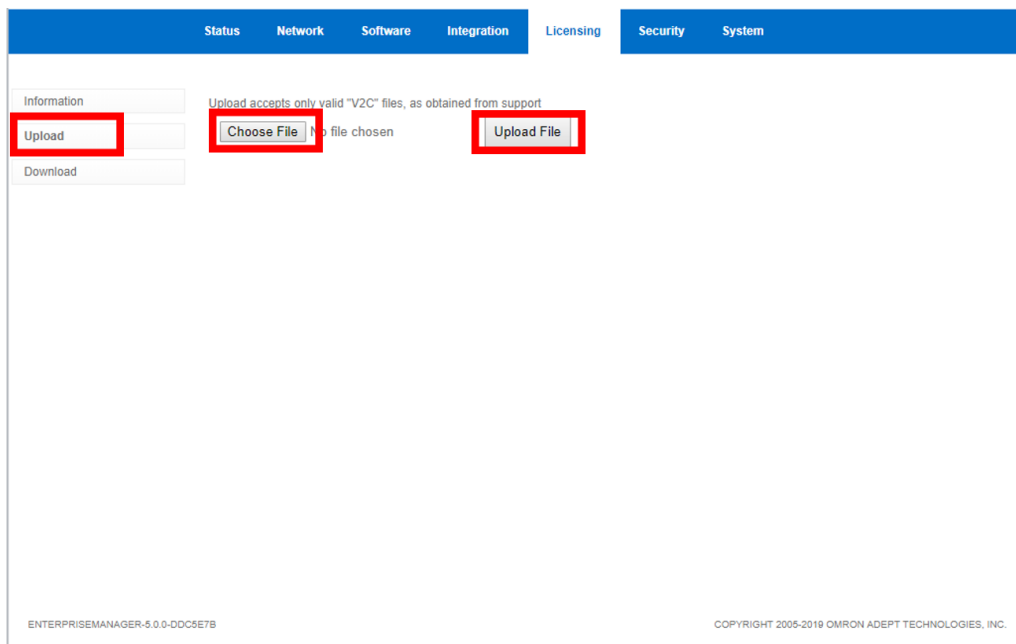 Status Network Software Integration Licensing Security System
Information
Upload accepts only valid "V2C" files, as obtained from support
Upload
Choose File No file chosen Upload File
Download
ENTERPRISEMANAGER-5.0.0-DDC5E7B
COPYRIGHT 2005-2019 OMRON ADEPT TECHNOLOGIES, INC.